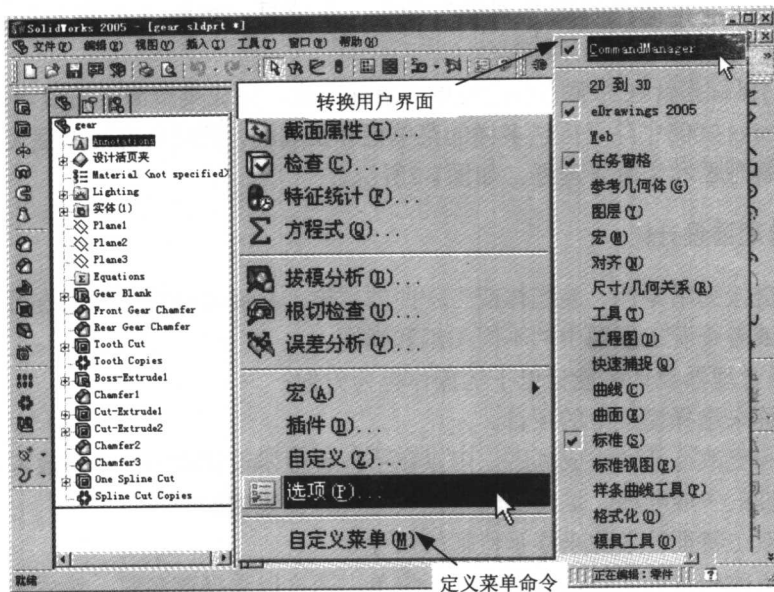 SolidWorks 2005 - [gear.sldprt *]
文件(F) 编辑(E) 视图(V) 插入(I) 工具(T) 窗口(W) 帮助(H)
转换用户界面
gear
Annotations
设计活页夹
Material <not specified>
Lighting
实体(1)
Plane1
Plane2
Plane3
Equations
Gear Blank
Front Gear Chamfer
Rear Gear Chamfer
Tooth Cut
Tooth Copies
Boss-Extrude1
Chamfer1
Cut-Extrude1
Cut-Extrude2
Chamfer2
Chamfer3
One Spline Cut
Spline Cut Copies
截面属性(I)...
检查(C)...
特征统计(F)...
方程式(Q)...
拔模分析(D)...
根切检查(U)...
误差分析(V)...
宏(A)
插件(D)...
自定义(Z)...
选项(P)...
自定义菜单(M)
CommandManager
2D 到 3D
eDrawings 2005
Web
任务窗格
参考几何体(G)
图层(Y)
宏(M)
对齐(N)
尺寸/几何关系(R)
工具(T)
工程图(D)
快速捕捉(Q)
曲线(C)
曲面(E)
标准(S)
标准视图(E)
样条曲线工具(P)
格式化(O)
模具工具(O)
就绪
定义菜单命令
正在编辑：零件
?